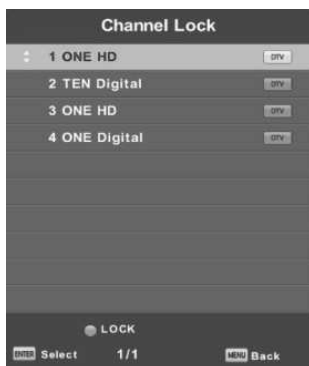 Channel Lock
1 ONE HD DTV
2 TEN Digital DTV
3 ONE HD DTV
4 ONE Digital DTV
LOCK
ENTER Select 1/1 MENU Back